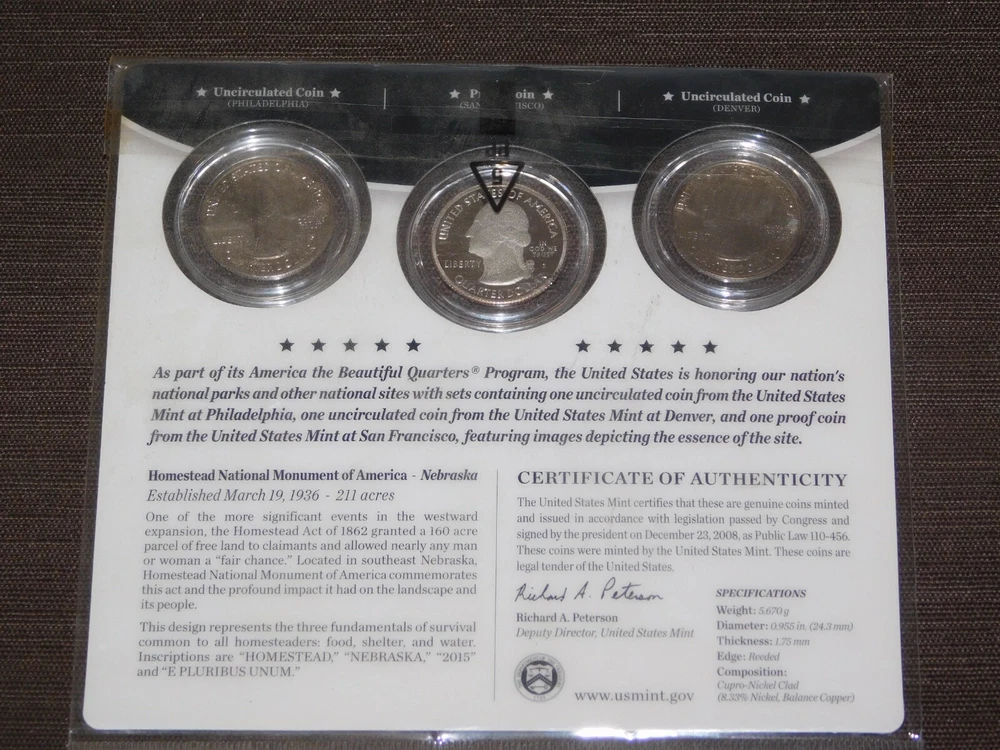 ★ Uncirculated Coin ★
(PHILADELPHIA)
★ oin ★
★ Uncirculated Coin ★
(DENVER)
5
UNITED STATES OF AMERICA
LIBERTY
IN
GOD WE
QUARTER DOLLAR
★ ★ ★ ★ ★ ★ ★ ★ ★ ★
As part of its America the Beautiful Quarters® Program, the United States is honoring our nation's
national parks and other national sites with sets containing one uncirculated coin from the United States
Mint at Philadelphia, one uncirculated coin from the United States Mint at Denver, and one proof coin
from the United States Mint at San Francisco, featuring images depicting the essence of the site.
Homestead National Monument of America - Nebraska
Established March 19, 1936 - 211 acres
One of the more significant events in the westward
expansion, the Homestead Act of 1862 granted a 160 acre
parcel of free land to claimants and allowed nearly any man
or woman a “fair chance.” Located in southeast Nebraska,
Homestead National Monument of America commemorates
this act and the profound impact it had on the landscape and
its people.
This design represents the three fundamentals of survival
common to all homesteaders: food, shelter, and water.
Inscriptions are “HOMESTEAD,” “NEBRASKA,” “2015”
and “E PLURIBUS UNUM.”
CERTIFICATE OF AUTHENTICITY
The United States Mint certifies that these are genuine coins minted
and issued in accordance with legislation passed by Congress and
signed by the president on December 23, 2008, as Public Law 110-456.
These coins were minted by the United States Mint. These coins are
legal tender of the United States.
Richard A. Peterson
Richard A. Peterson
Deputy Director, United States Mint
www.usmint.gov
SPECIFICATIONS
Weight: 5.670 g
Diameter: 0.955 in. (24.3 mm)
Thickness: 1.75 mm
Edge: Reeded
Composition:
Cupro-Nickel Clad
(8.33% Nickel, Balance Copper)